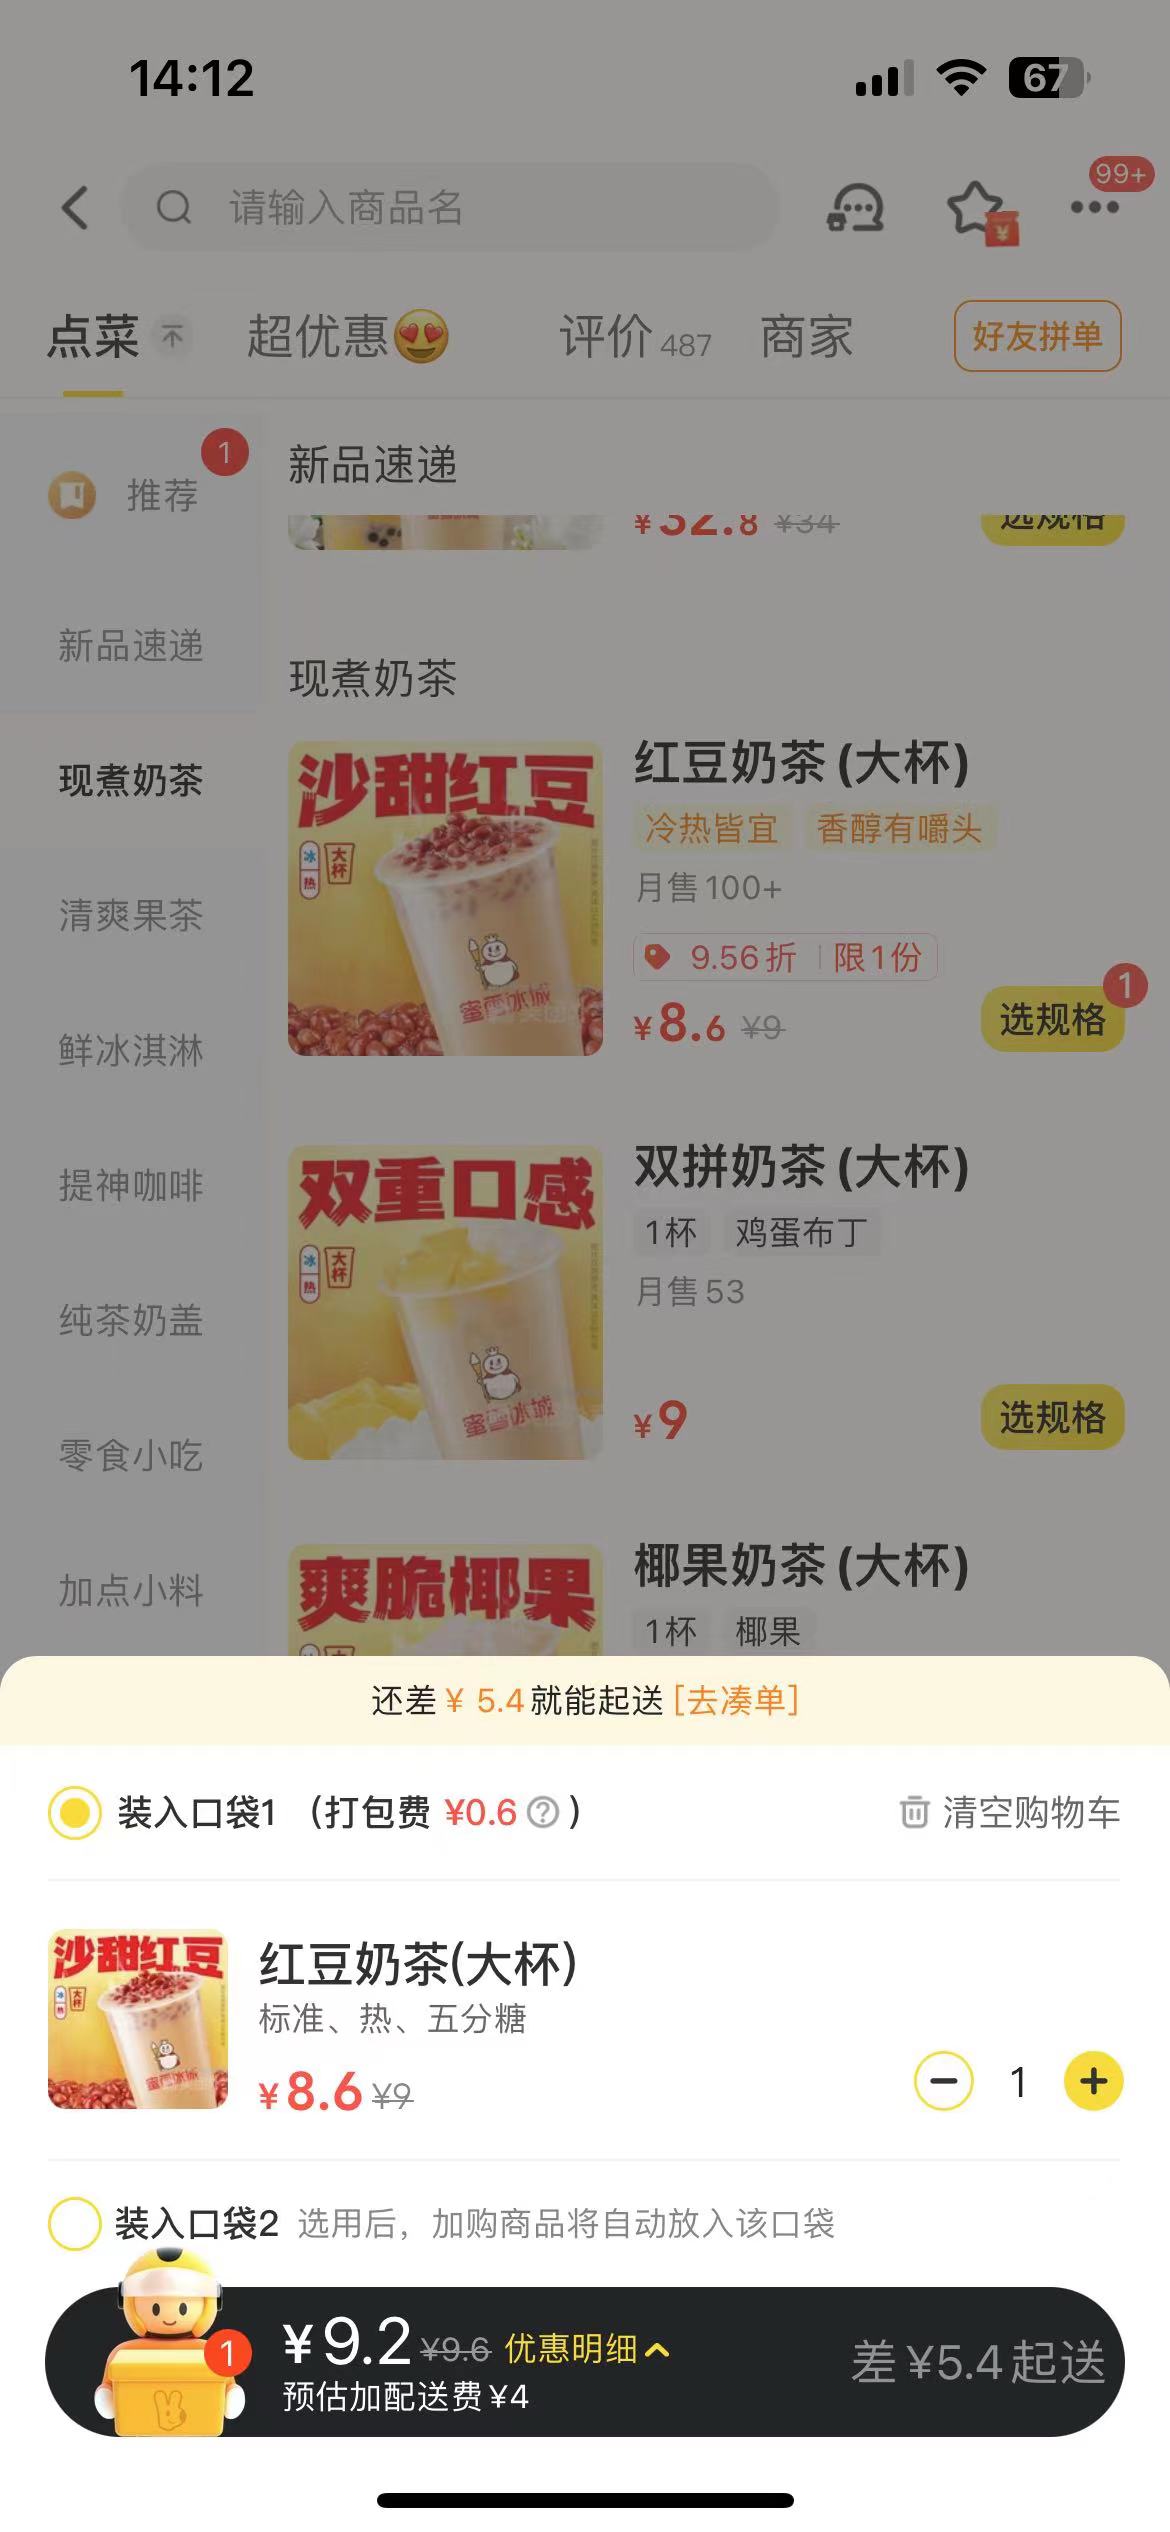 14:12
67
请输入商品名
99+
点菜 超优惠 评价 487 商家 好友拼单
推荐 1
新品速递
现煮奶茶
清爽果茶
鲜冰淇淋
提神咖啡
纯茶奶盖
零食小吃
加点小料
新品速递
¥32.8 ¥34 选规格
现煮奶茶
沙甜红豆
冰
热
大杯
蜜雪冰城
红豆奶茶(大杯)
冷热皆宜 香醇有嚼头
月售100+
9.56折 限1份
¥8.6 ¥9
选规格 1
双重口感
冰
热
大杯
蜜雪冰城
双拼奶茶(大杯)
1杯 鸡蛋布丁
月售53
¥9 选规格
爽脆椰果
椰果奶茶(大杯)
1杯 椰果
还差¥5.4就能起送[去凑单]
装入口袋1 (打包费 ¥0.6 ?) 清空购物车
沙甜红豆
冰
热
大杯
蜜雪冰城
红豆奶茶(大杯)
标准、热、五分糖
¥8.6 ¥9
1
装入口袋2 选用后，加购商品将自动放入该口袋
1
¥9.2 ¥9.6 优惠明细
预估加配送费¥4
差¥5.4起送